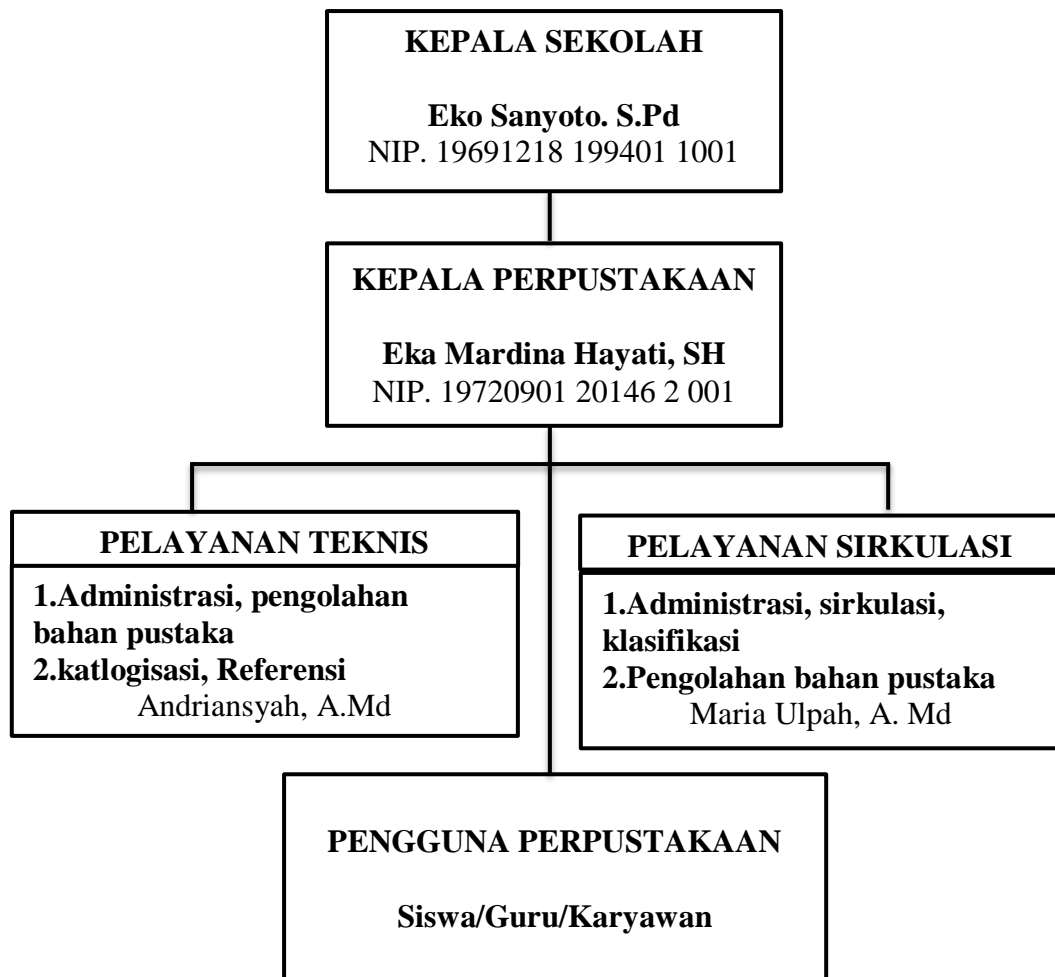 KEPALA SEKOLAH
Eko Sanyoto. S.Pd
NIP. 19691218 199401 1001
KEPALA PERPUSTAKAAN
Eka Mardina Hayati, SH
NIP. 19720901 20146 2 001
PELAYANAN TEKNIS
1.Administrasi, pengolahan
bahan pustaka
2.katlogisasi, Referensi
Andriansyah, A.Md
PELAYANAN SIRKULASI
1.Administrasi, sirkulasi,
klasifikasi
2.Pengolahan bahan pustaka
Maria Ulpah, A. Md
PENGGUNA PERPUSTAKAAN
Siswa/Guru/Karyawan